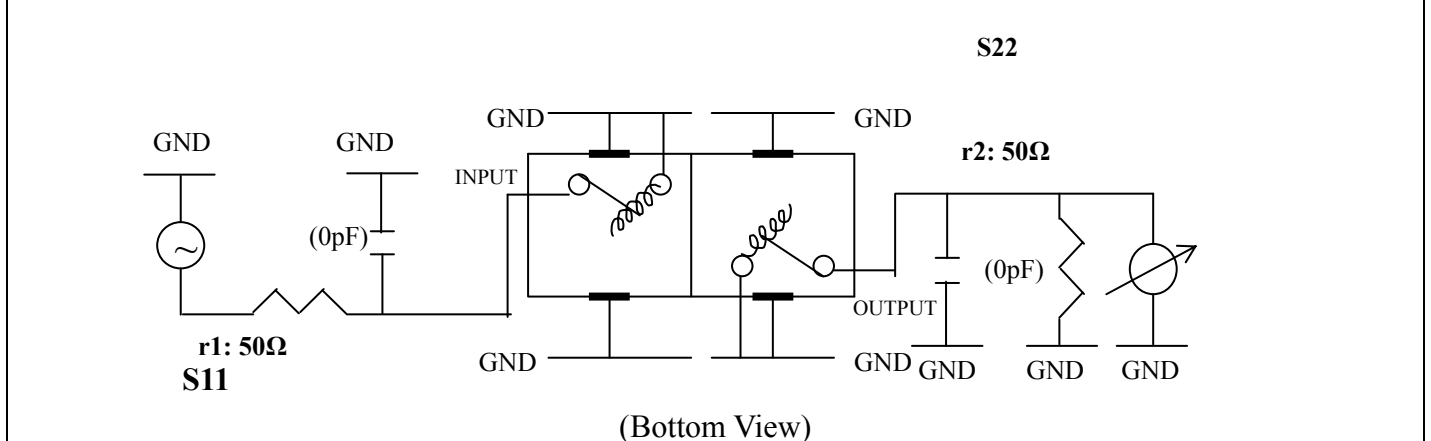 S22
GND
GND
GND
GND
r2: 50Ω
INPUT
(0pF)
(0pF)
OUTPUT
r1: 50Ω
S11
GND
GND
GND
GND
GND
(Bottom View)